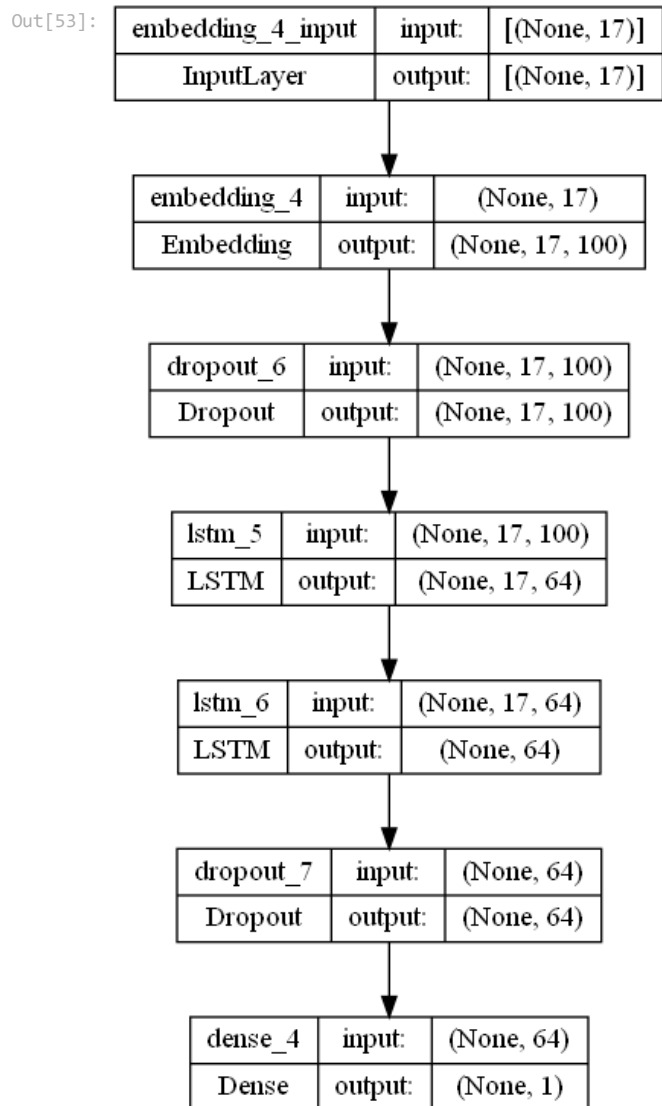 Out[53]:
embedding_4_input input: [(None, 17)]
InputLayer output: [(None, 17)]
embedding_4 input: (None, 17)
Embedding output: (None, 17, 100)
dropout_6 input: (None, 17, 100)
Dropout output: (None, 17, 100)
lstm_5 input: (None, 17, 100)
LSTM output: (None, 17, 64)
lstm_6 input: (None, 17, 64)
LSTM output: (None, 64)
dropout_7 input: (None, 64)
Dropout output: (None, 64)
dense_4 input: (None, 64)
Dense output: (None, 1)